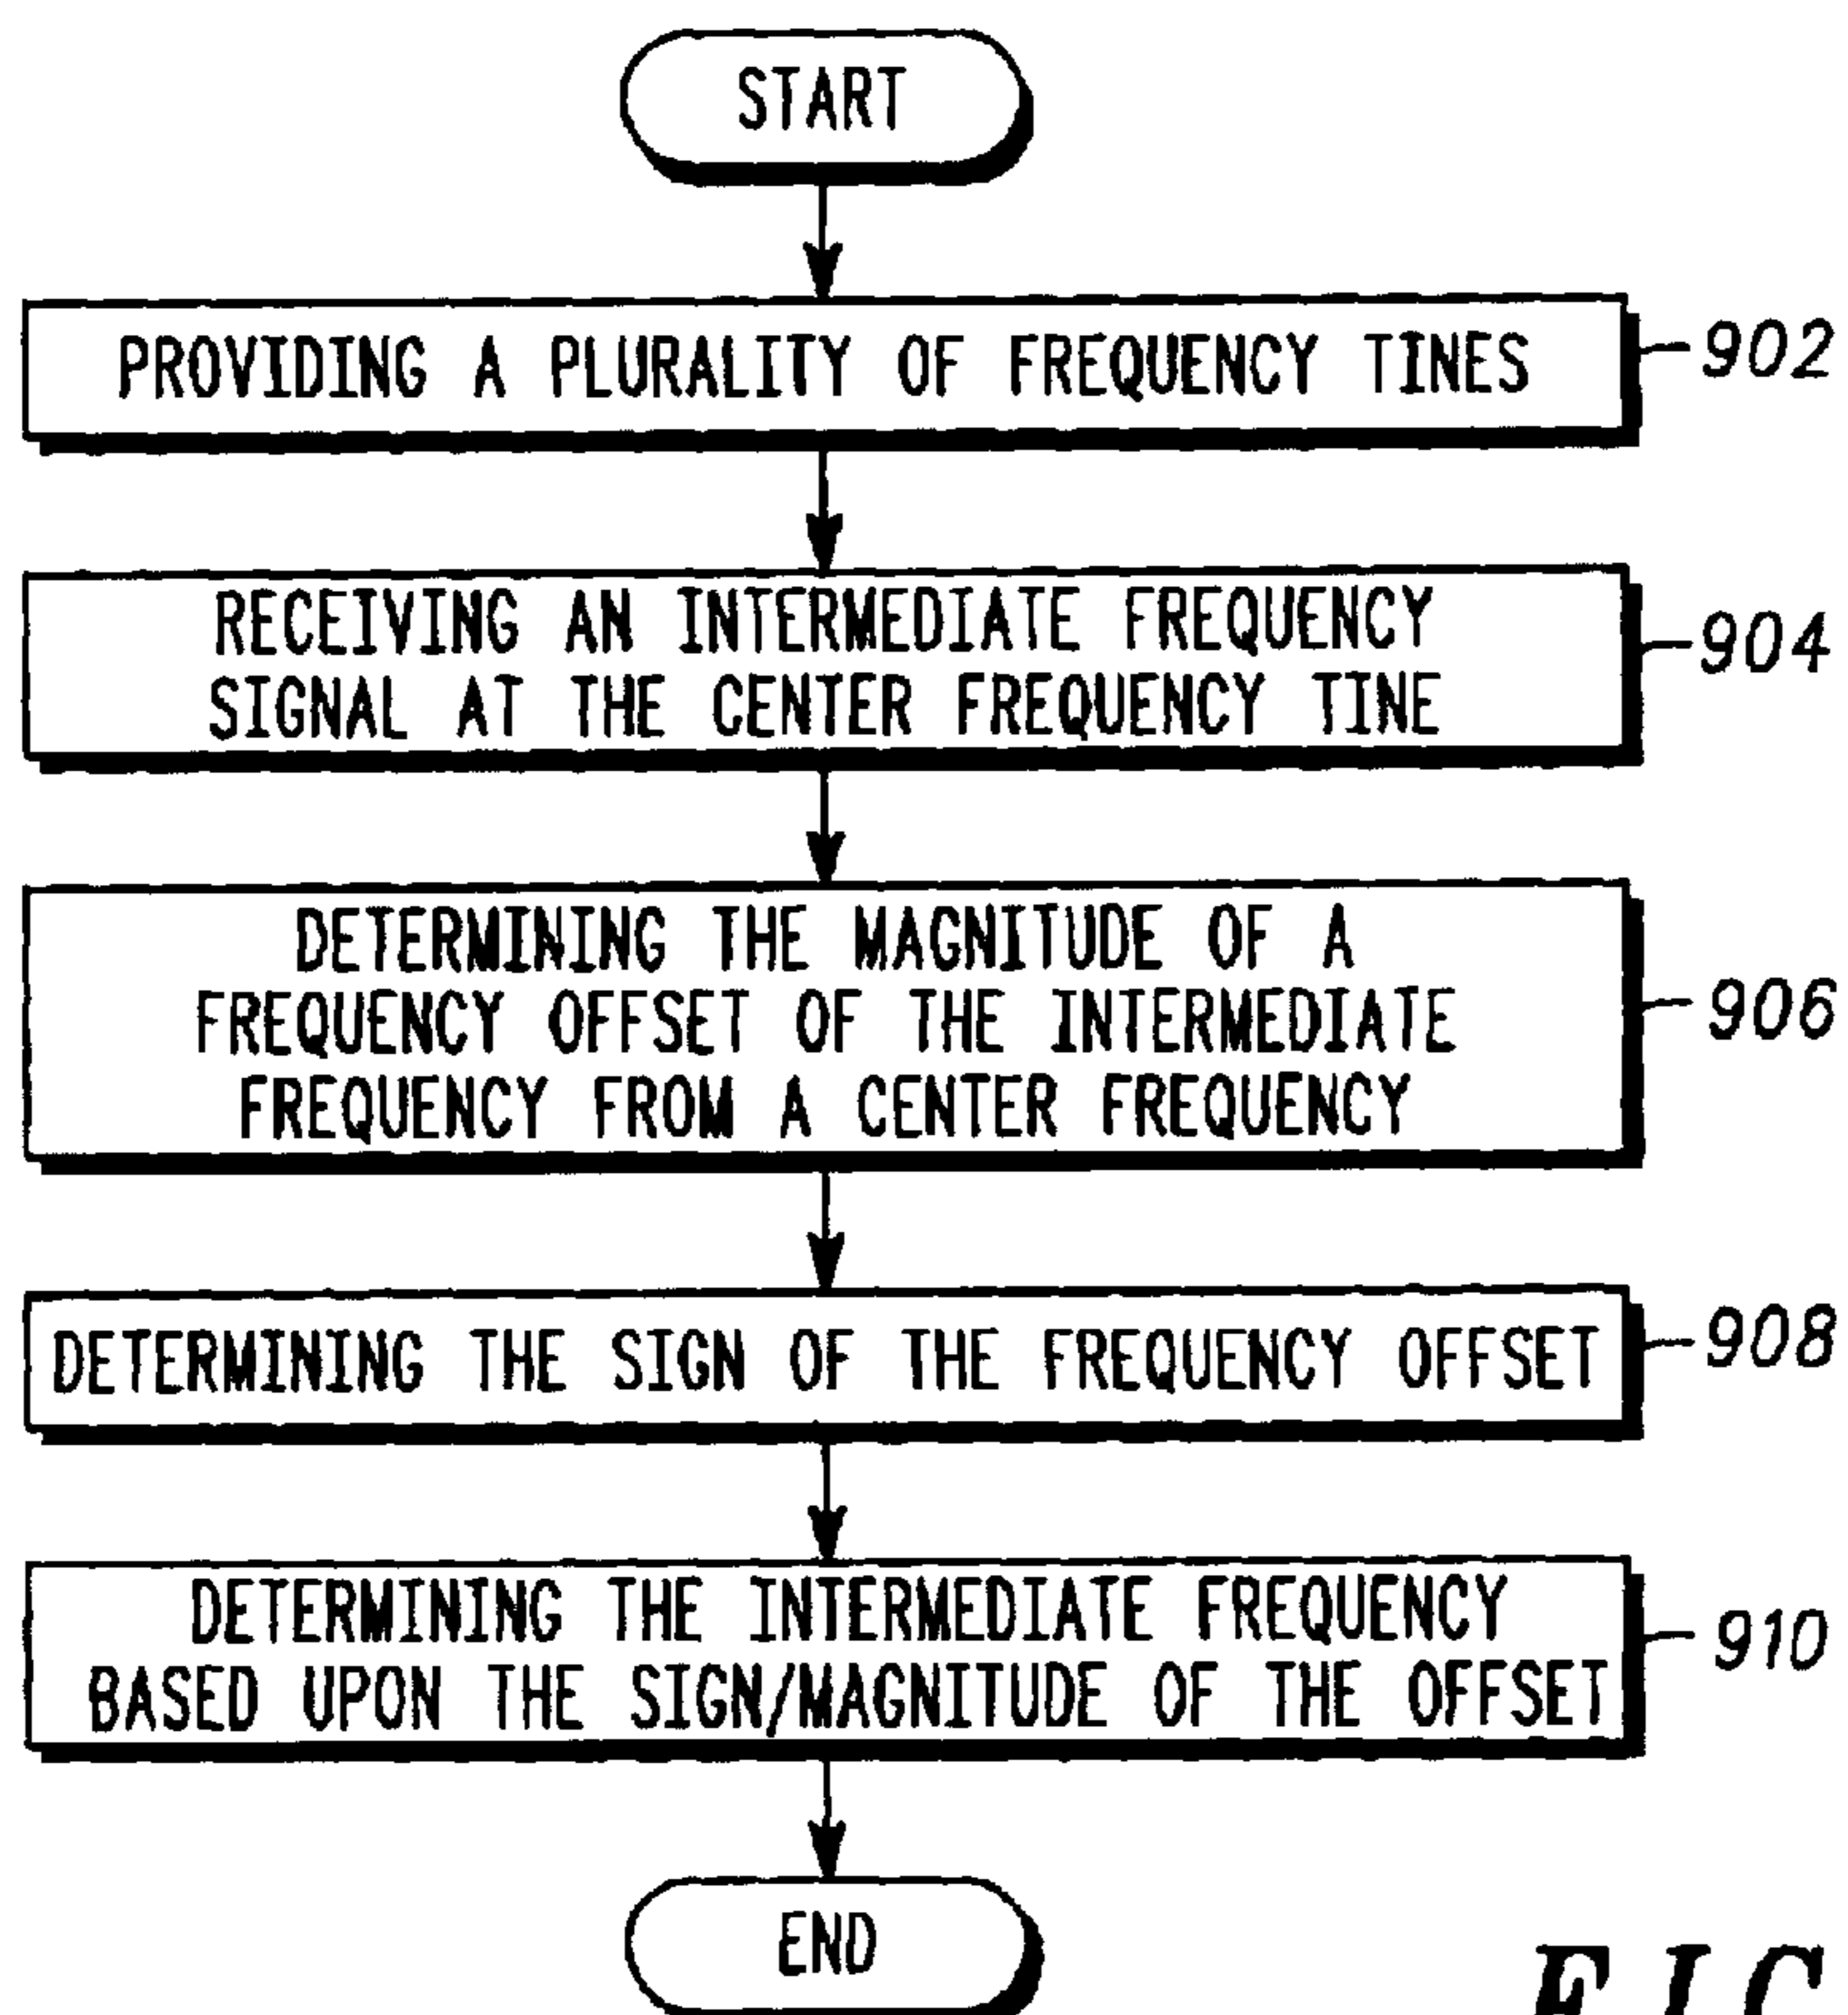 START
PROVIDING A PLURALITY OF FREQUENCY TINES
902
RECEIVING AN INTERMEDIATE FREQUENCY
SIGNAL AT THE CENTER FREQUENCY TINE
904
DETERMINING THE MAGNITUDE OF A
FREQUENCY OFFSET OF THE INTERMEDIATE
FREQUENCY FROM A CENTER FREQUENCY
906
DETERMINING THE SIGN OF THE FREQUENCY OFFSET
908
DETERMINING THE INTERMEDIATE FREQUENCY
BASED UPON THE SIGN/MAGNITUDE OF THE OFFSET
910
END